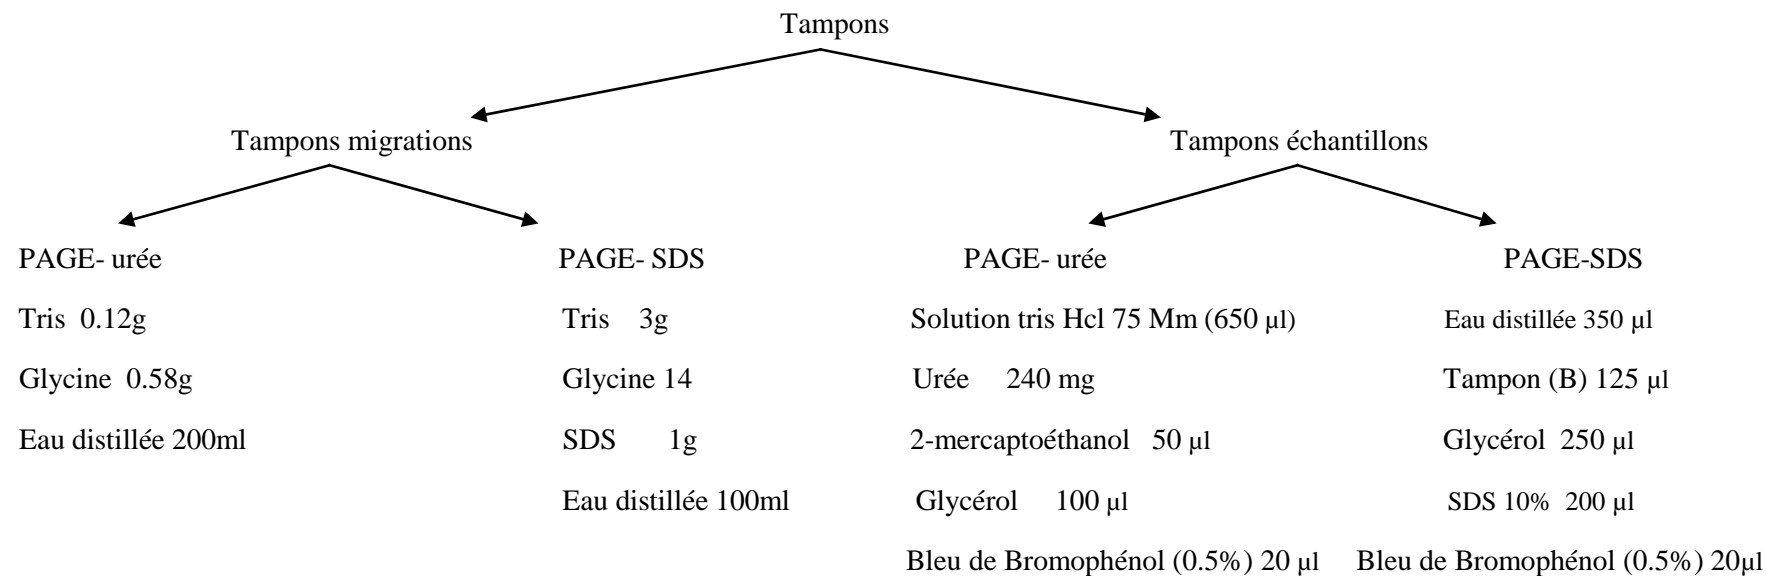 Tampons
Tampons migrations
Tampons échantillons
PAGE- urée
Tris 0.12g
Glycine 0.58g
Eau distillée 200ml
PAGE- SDS
Tris 3g
Glycine 14
SDS 1g
Eau distillée 100ml
PAGE- urée
Solution tris Hcl 75 Mm (650 µl)
Urée 240 mg
2-mercaptoéthanol 50 µl
Glycérol 100 µl
Bleu de Bromophénol (0.5%) 20 µl
PAGE-SDS
Eau distillée 350 µl
Tampon (B) 125 µl
Glycérol 250 µl
SDS 10% 200 µl
Bleu de Bromophénol (0.5%) 20µl